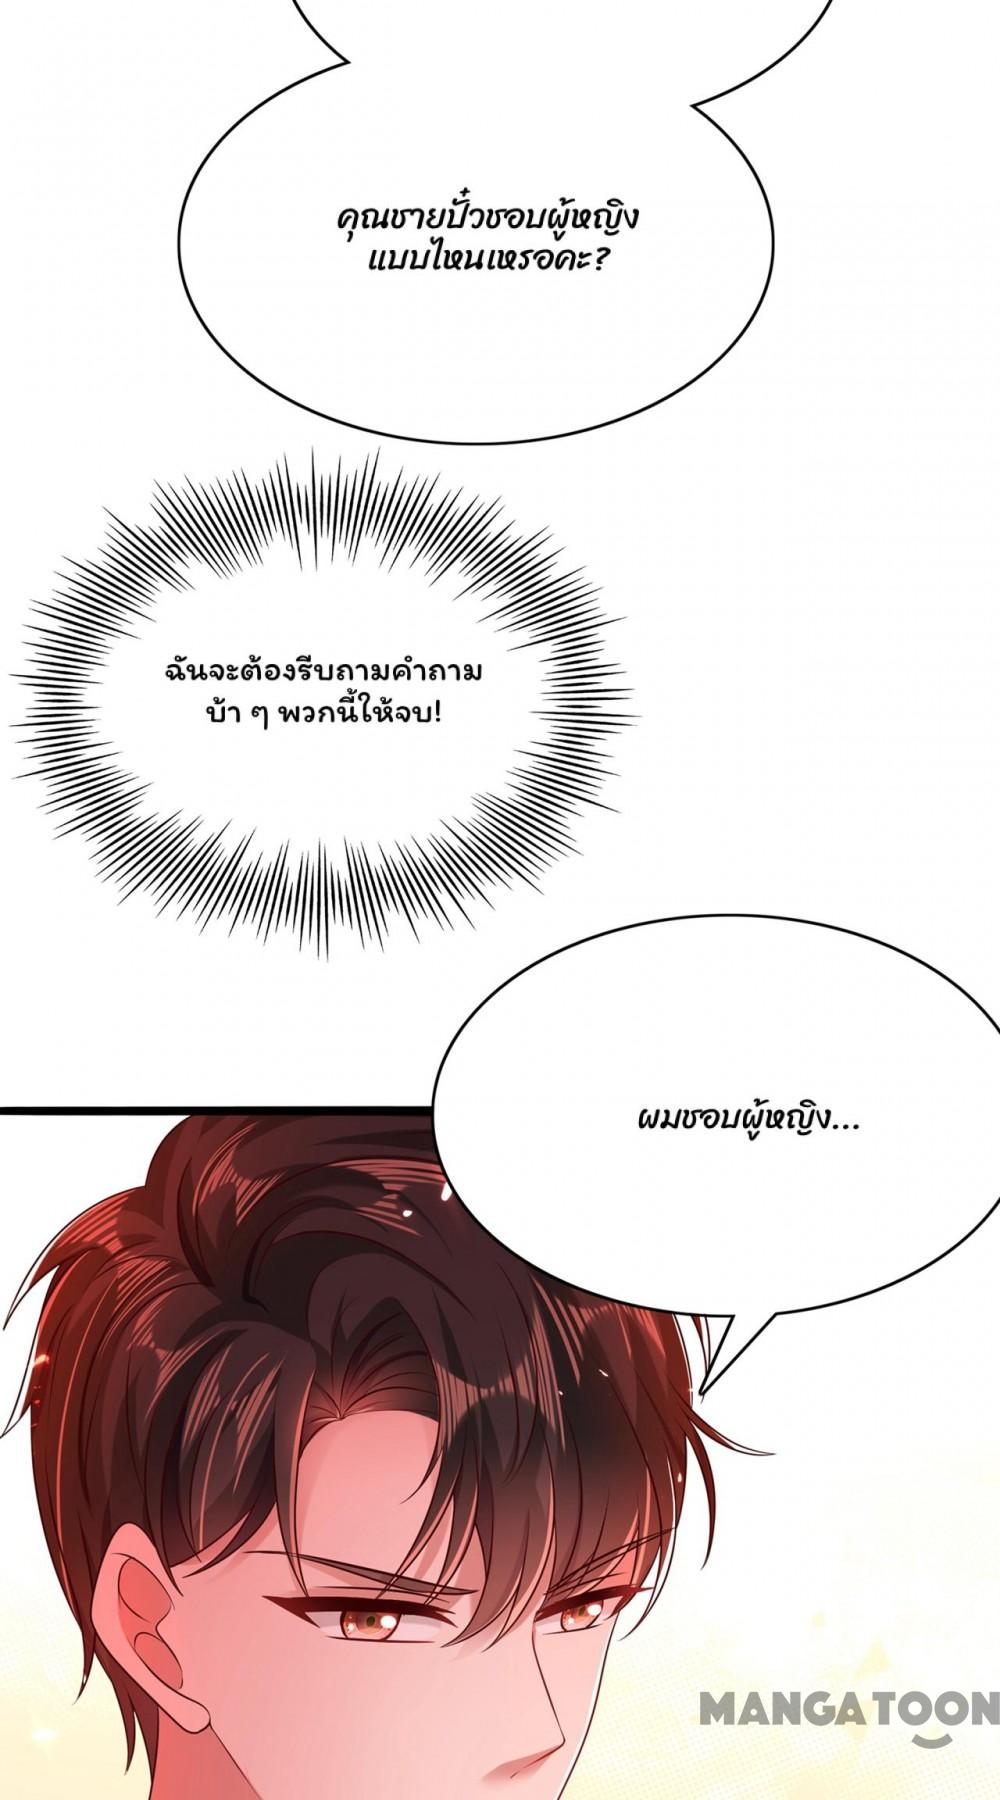 คุณชายปั๋วชอบผู้หญิง
แบบไหนเหรอคะ?
ฉันจะต้องรีบถามคำถาม
บ้า ๆ พวกนี้ให้จบ!
ผมชอบผู้หญิง...
MANGATOON